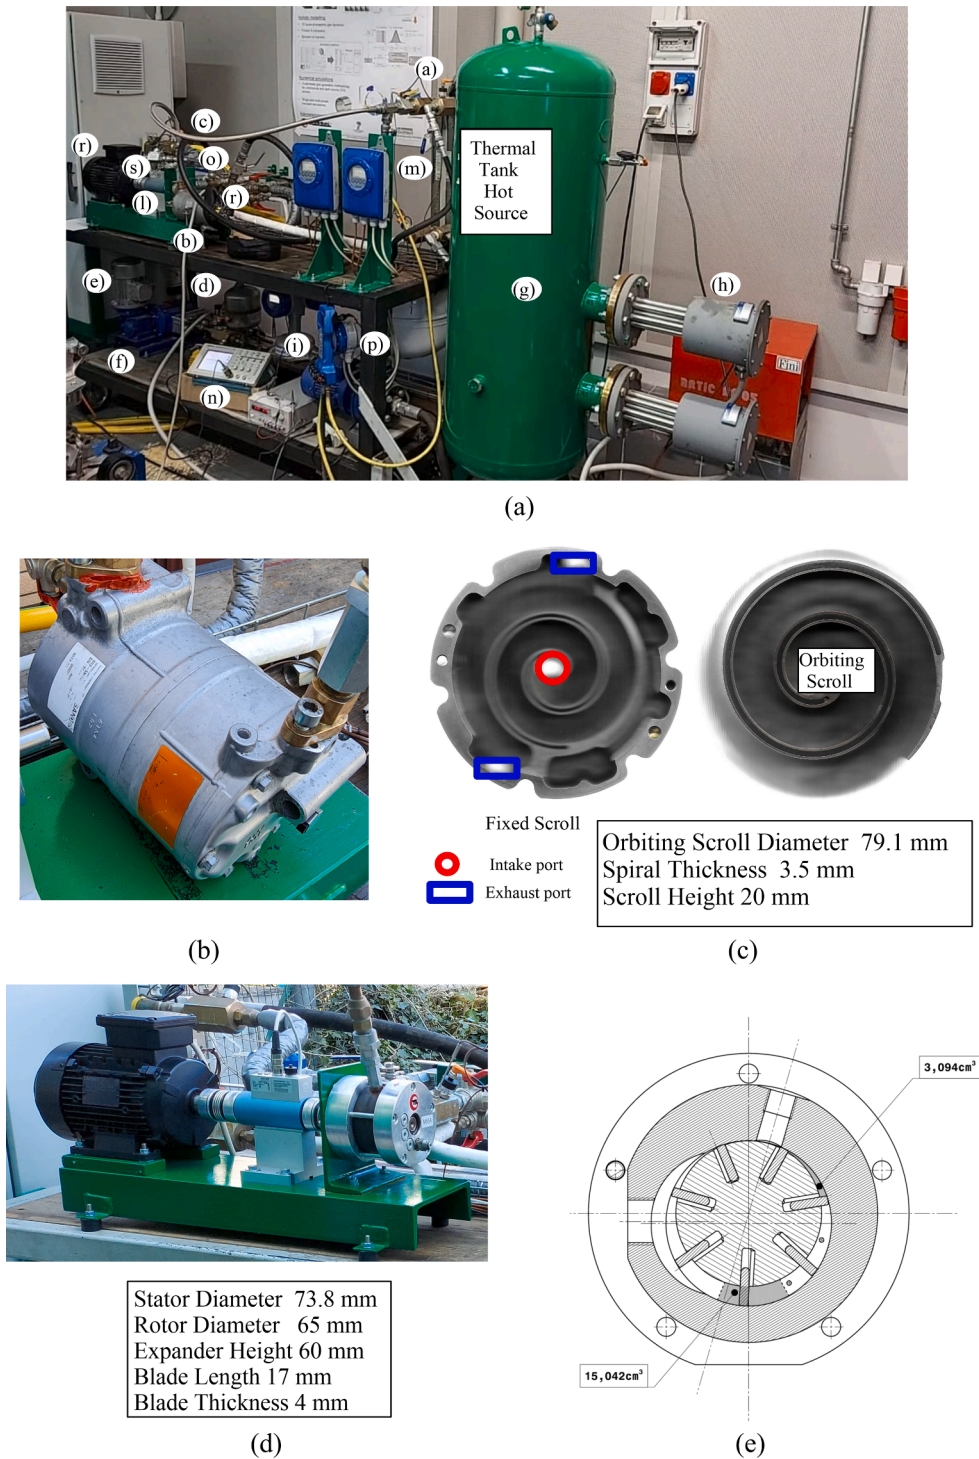 (a)
(c)
(r)
(s)
(o)
(m)
(l)
(r)
(b)
Thermal
Tank
Hot
Source
(e)
(d)
(g)
(h)
(i)
(p)
(f)
(n)
Fini
(a)
Orbiting
Scroll
Fixed Scroll
Intake port
Exhaust port
Orbiting Scroll Diameter 79.1 mm
Spiral Thickness 3.5 mm
Scroll Height 20 mm
(b)
(c)
3,094cm³
Stator Diameter 73.8 mm
Rotor Diameter 65 mm
Expander Height 60 mm
Blade Length 17 mm
Blade Thickness 4 mm
15,042cm³
(d)
(e)